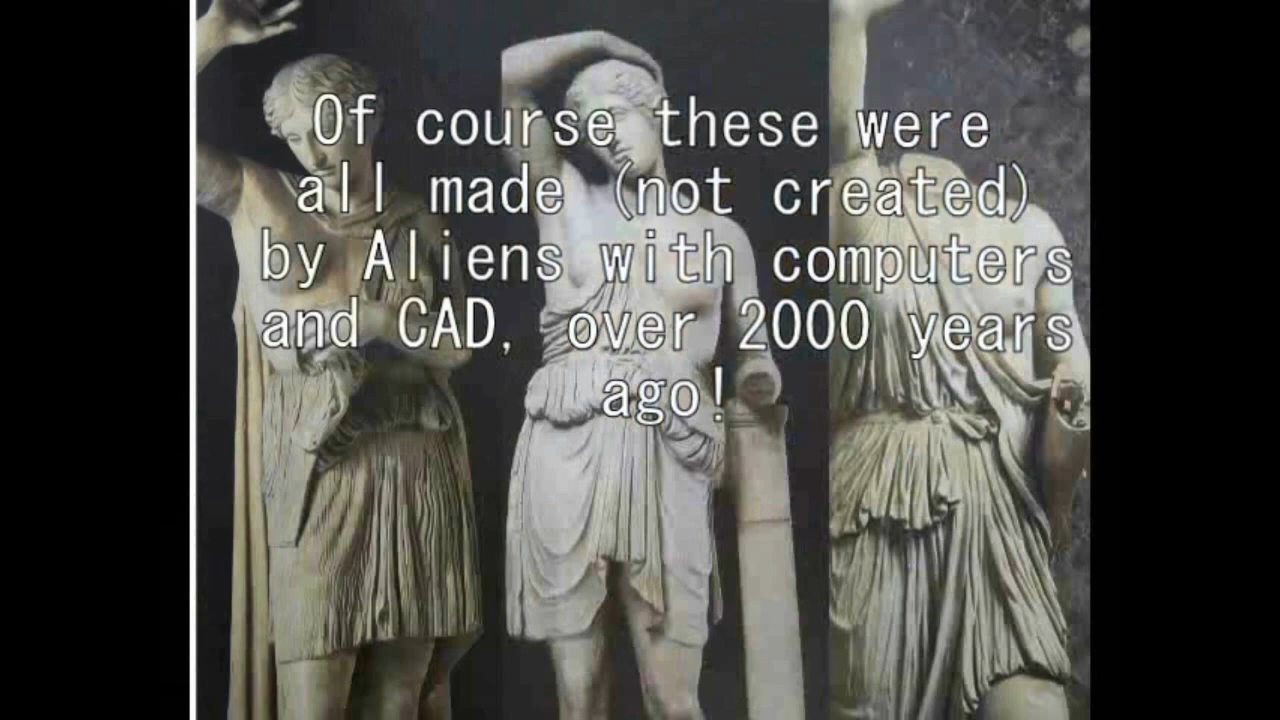 Of course these were
all made (not created)
by Aliens with computers
and CAD, over 2000 years
ago!